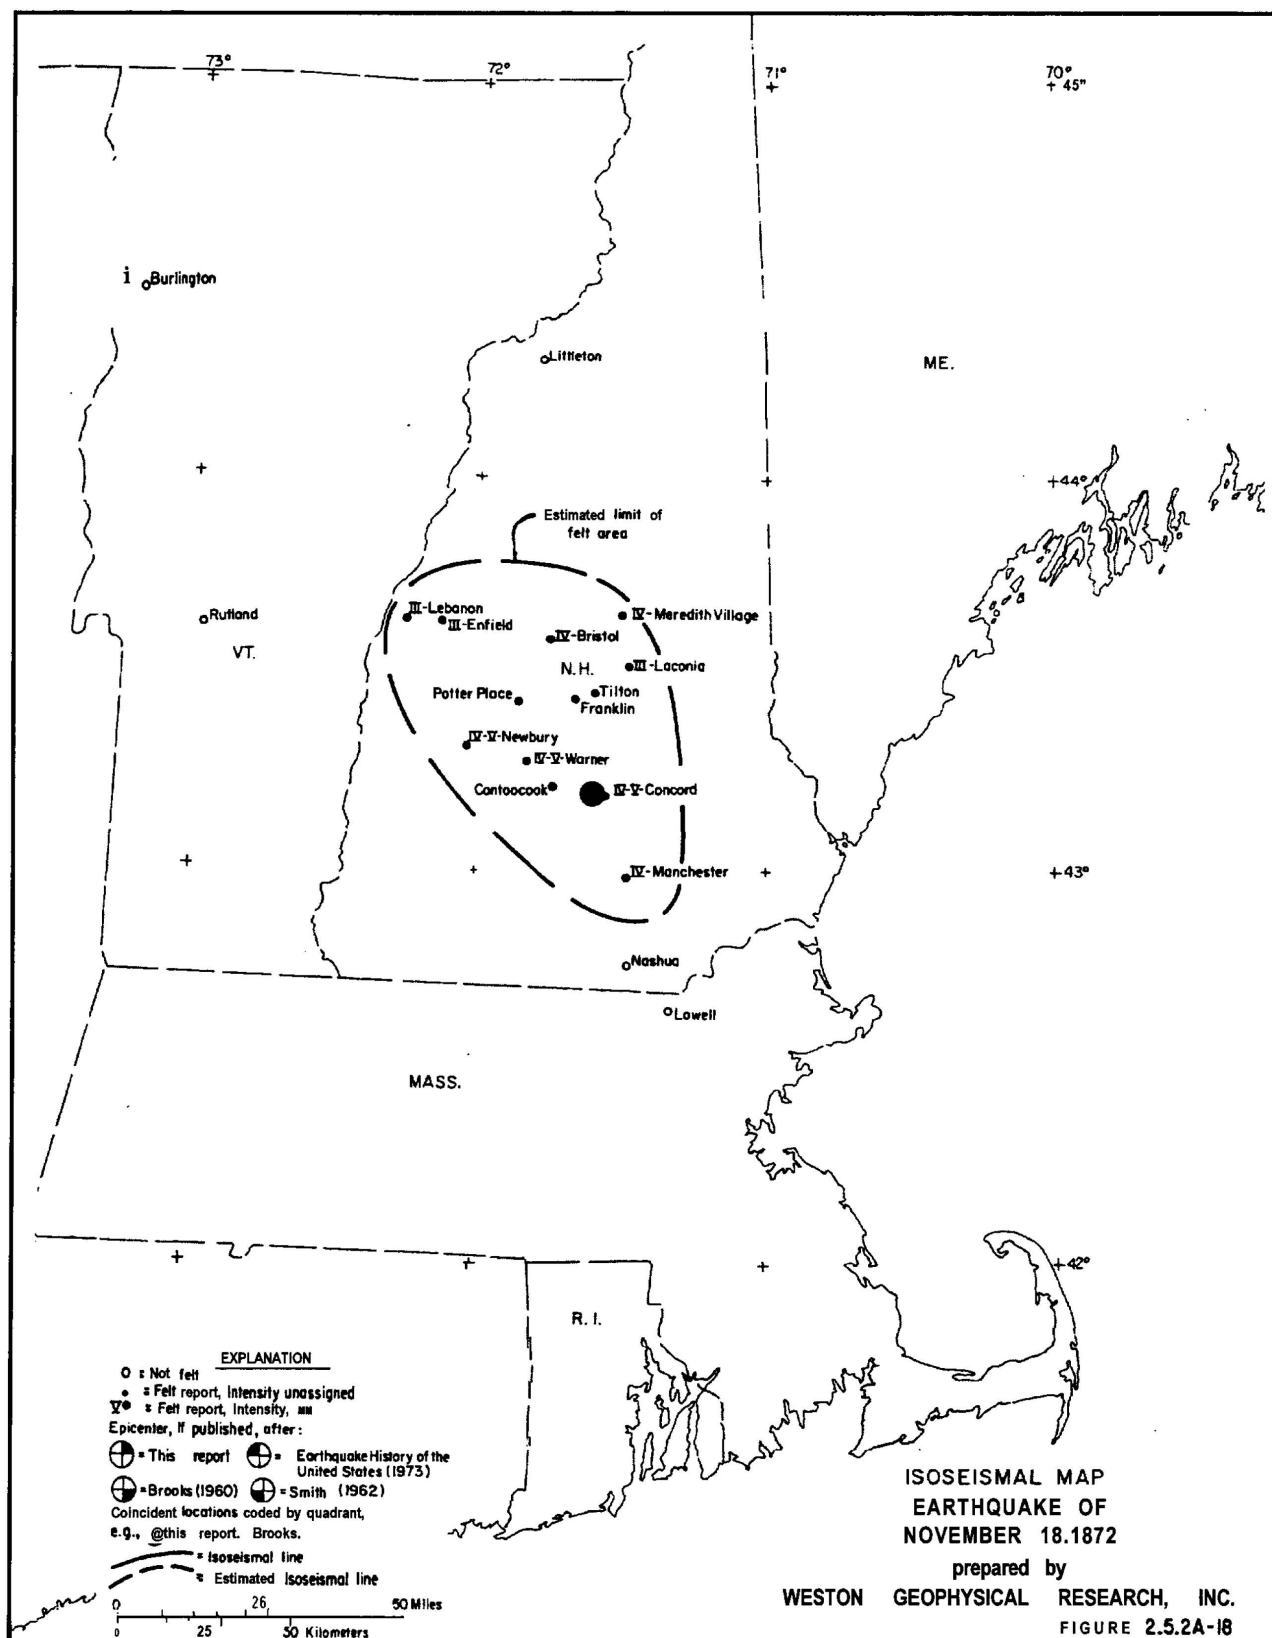 73°
72°
71°
70°
45"
i
Burlington
Littleton
ME.
44°
Estimated limit of
felt area
III-Lebanon
III-Enfield
IV-Meredith Village
Rutland
IV-Bristol
VT.
N.H.
III-Laconia
Potter Place
Tilton
Franklin
IV-V-Newbury
IV-V-Warner
Contoocook
IV-V-Concord
IV-Manchester
43°
Nashua
Lowell
MASS.
42°
R. I.
EXPLANATION
= Not felt
= Felt report, Intensity unassigned
V = Felt report, Intensity, MM
Epicenter, If published, after:
= This report
= Earthquake History of the
United States (1973)
= Brooks (1960)
= Smith (1962)
Coincident locations coded by quadrant,
e.g., @this report. Brooks.
= Isoseismal line
= Estimated Isoseismal line
0 26 50 Miles
0 25 50 Kilometers
ISOSEISMAL MAP
EARTHQUAKE OF
NOVEMBER 18.1872
prepared by
WESTON GEOPHYSICAL RESEARCH, INC.
FIGURE 2.5.2A-18